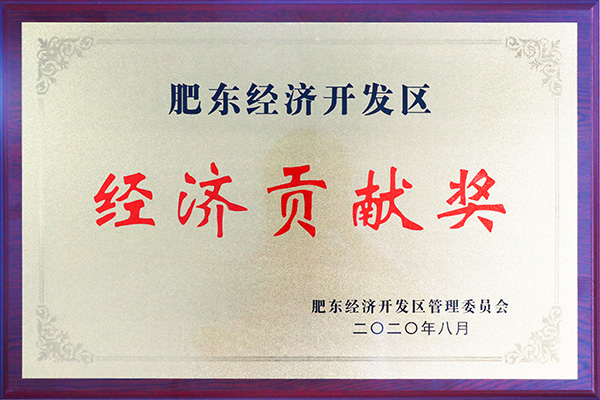 肥东经济开发区
经济贡献奖
肥东经济开发区管理委员会
二〇二〇年八月